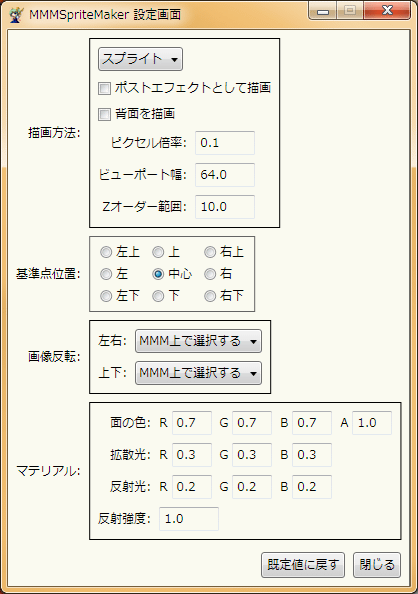 MMMSpriteMaker 設定画面
描画方法:
スプライト
ポストエフェクトとして描画
背面を描画
ピクセル倍率: 0.1
ビューポート幅: 64.0
Zオーダー範囲: 10.0
基準点位置:
左上 上 右上
左 中心 右
左下 下 右下
画像反転:
左右: MMM上で選択する
上下: MMM上で選択する
マテリアル:
面の色: R 0.7 G 0.7 B 0.7 A 1.0
拡散光: R 0.3 G 0.3 B 0.3
反射光: R 0.2 G 0.2 B 0.2
反射強度: 1.0
既定値に戻す 閉じる